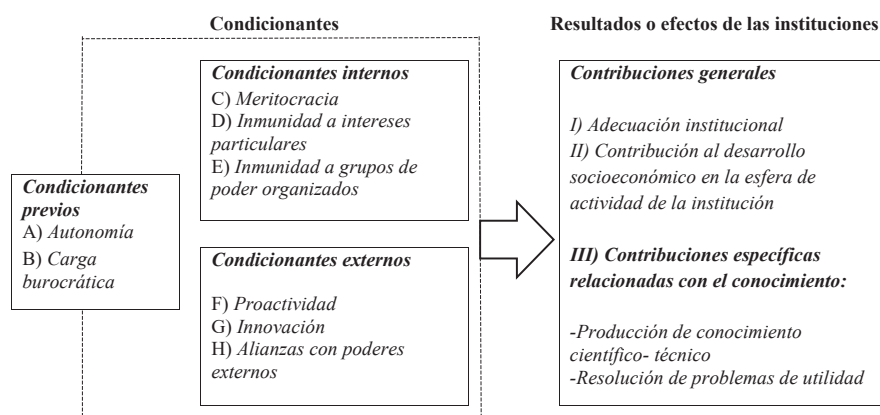 Condicionantes
Resultados o efectos de las instituciones
Condicionantes
previos
A) Autonomía
B) Carga
burocrática
Condicionantes internos
C) Meritocracia
D) Inmunidad a intereses
particulares
E) Inmunidad a grupos de
poder organizados
Condicionantes externos
F) Proactividad
G) Innovación
H) Alianzas con poderes
externos
Contribuciones generales
I) Adecuación institucional
II) Contribución al desarrollo
socioeconómico en la esfera de
actividad de la institución
III) Contribuciones específicas
relacionadas con el conocimiento:
-Producción de conocimiento
científico- técnico
-Resolución de problemas de utilidad